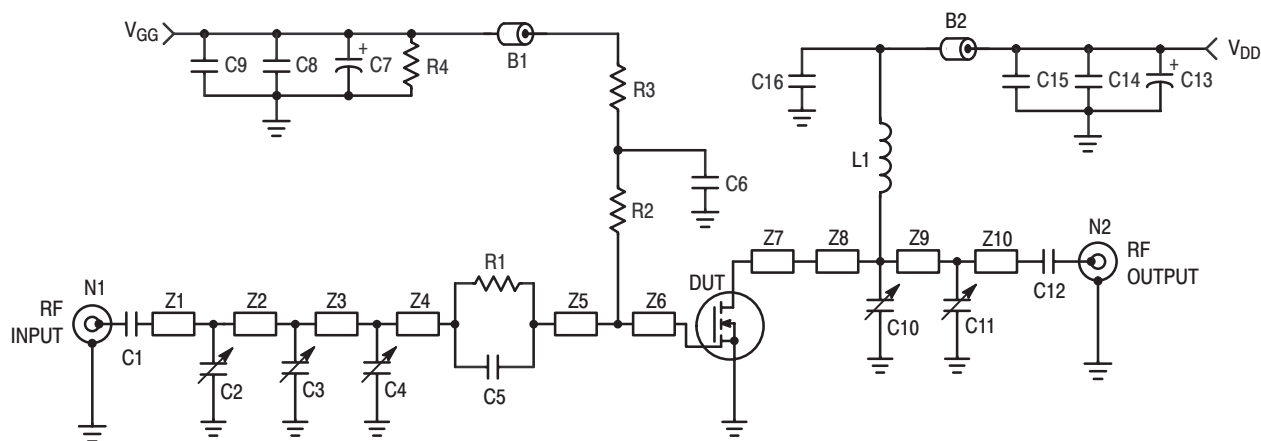 VGG
B1
C9
C8
+
C7
R4
R3
C6
R2
B2
VDD
C16
C15
C14
+
C13
L1
Z7
Z8
Z9
Z10
N2
RF
OUTPUT
C12
C10
C11
DUT
N1
RF
INPUT
C1
Z1
Z2
Z3
Z4
R1
C5
Z5
Z6
C2
C3
C4